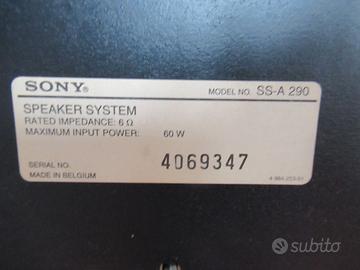 SONY® MODEL NO. SS-A 290
SPEAKER SYSTEM
RATED IMPEDANCE: 6 Ω
MAXIMUM INPUT POWER: 60 W
SERIAL NO. 4069347
MADE IN BELGIUM
subito